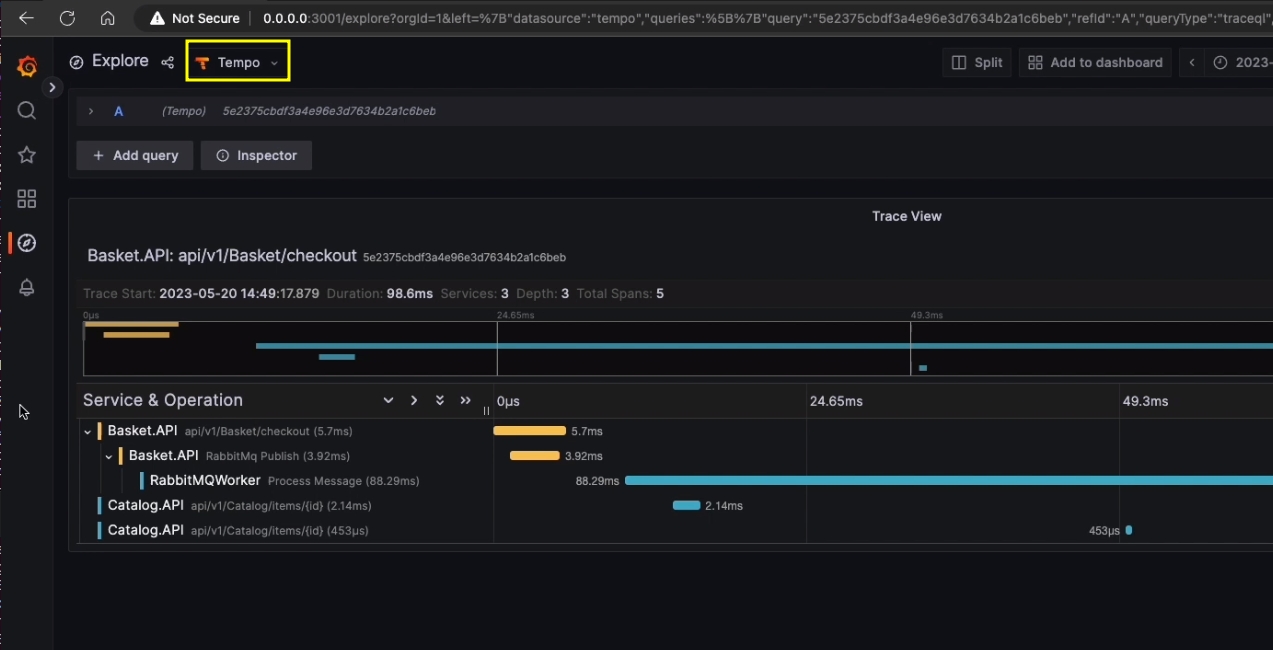 Not Secure 0.0.0.0:3001/explore?orgId=1&left=%7B"datasource":"tempo","queries":%5B%7B"query":"5e2375cbdf3a4e96e3d7634b2a1c6beb","refId":"A","queryType":"traceql",
Explore Tempo Split Add to dashboard 2023-
A (Tempo) 5e2375cbdf3a4e96e3d7634b2a1c6beb
+ Add query Inspector
Trace View
Basket.API: api/v1/Basket/checkout 5e2375cbdf3a4e96e3d7634b2a1c6beb
Trace Start: 2023-05-20 14:49:17.879 Duration: 98.6ms Services: 3 Depth: 3 Total Spans: 5
0μs 24.65ms 49.3ms
Service & Operation 0μs 24.65ms 49.3ms
Basket.API api/v1/Basket/checkout (5.7ms) 5.7ms
Basket.API RabbitMq Publish (3.92ms) 3.92ms
RabbitMQWorker Process Message (88.29ms) 88.29ms
Catalog.API api/v1/Catalog/items/{id} (2.14ms) 2.14ms
Catalog.API api/v1/Catalog/items/{id} (453μs) 453μs